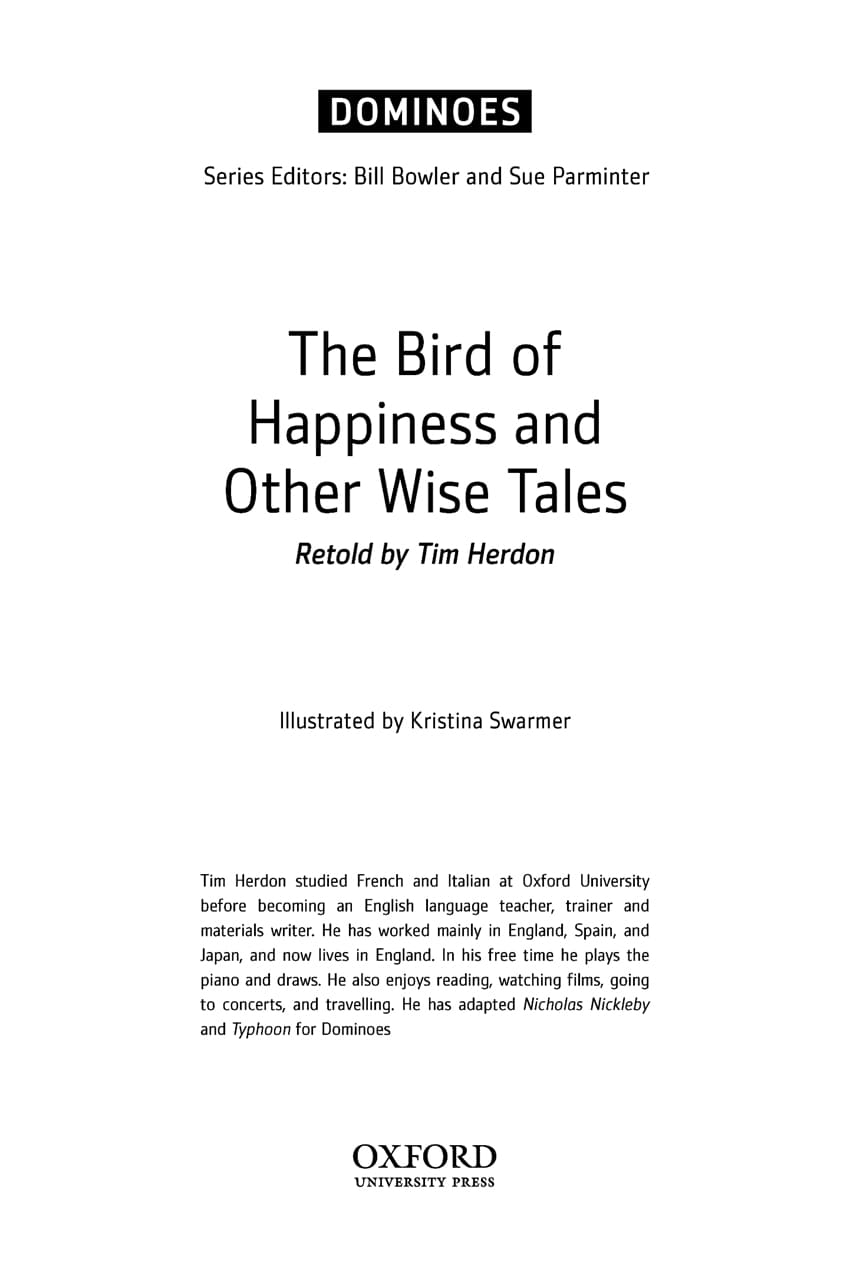 DOMINOES
Series Editors: Bill Bowler and Sue Parminter
The Bird of
Happiness and
Other Wise Tales
Retold by Tim Herdon
Illustrated by Kristina Swarmer
Tim Herdon studied French and Italian at Oxford University
before becoming an English language teacher, trainer and
materials writer. He has worked mainly in England, Spain, and
Japan, and now lives in England. In his free time he plays the
piano and draws. He also enjoys reading, watching films, going
to concerts, and travelling. He has adapted Nicholas Nickleby
and Typhoon for Dominoes
OXFORD
UNIVERSITY PRESS